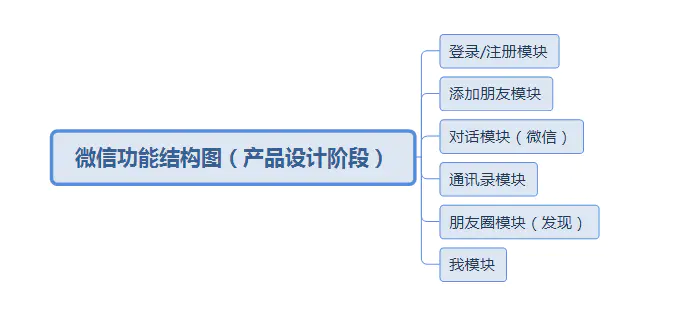 登录/注册模块
添加朋友模块
对话模块（微信）
微信功能结构图（产品设计阶段）
通讯录模块
朋友圈模块（发现）
我模块